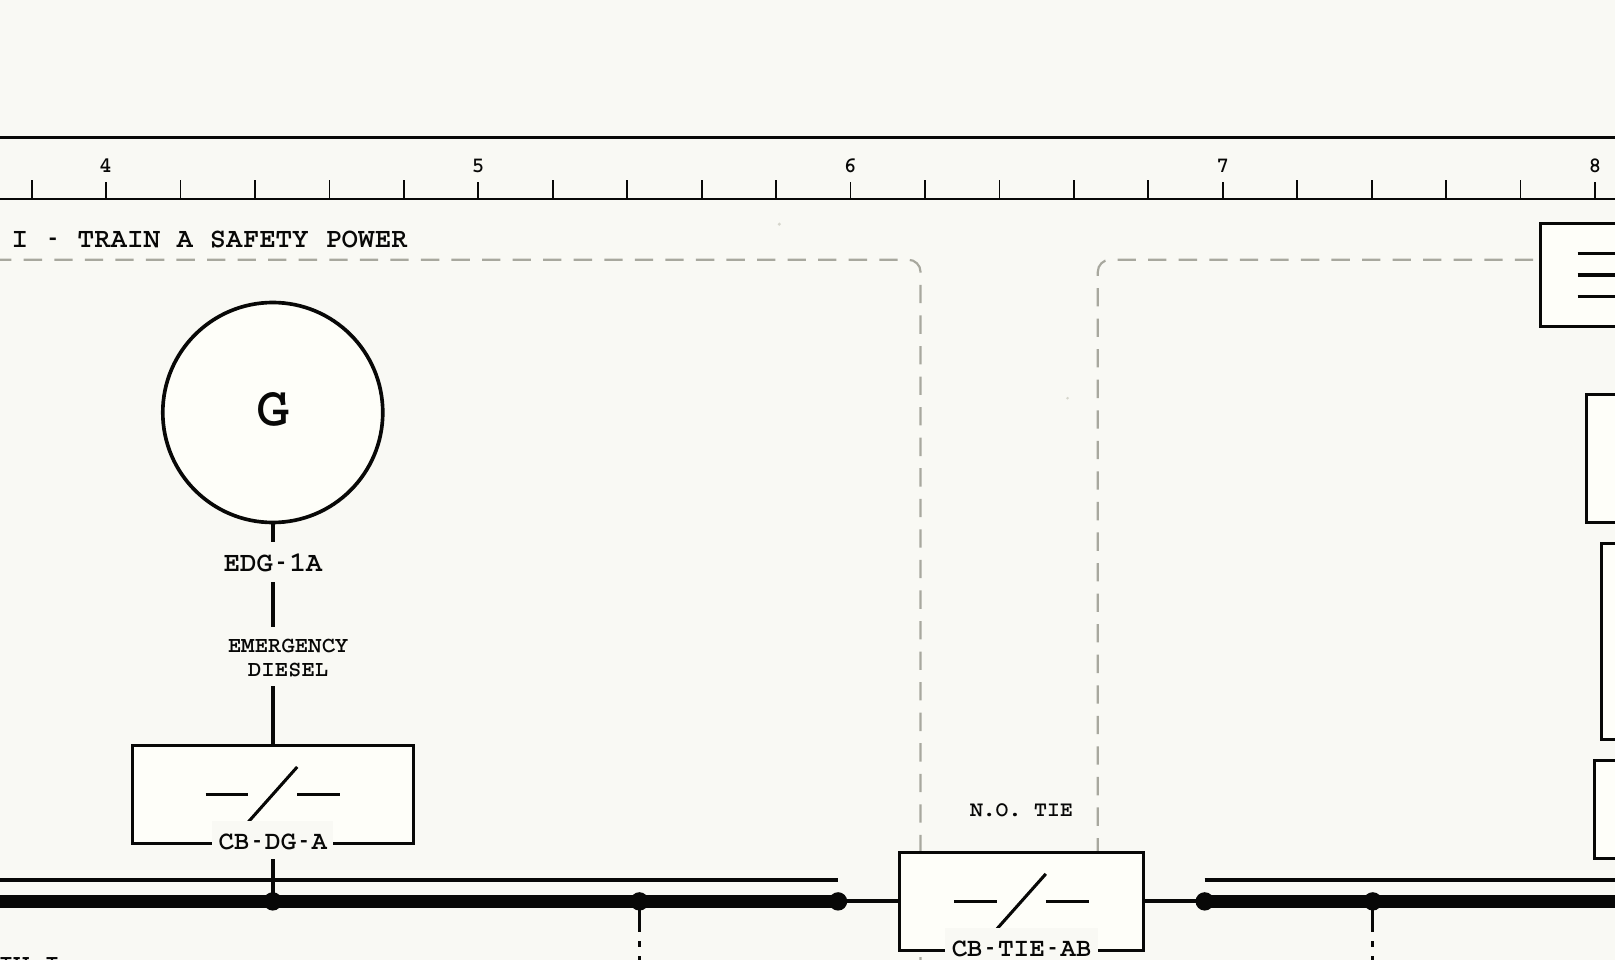 4 5 6 7 8
I - TRAIN A SAFETY POWER
G
EDG-1A
EMERGENCY
DIESEL
CB-DG-A
N.O. TIE
CB-TIE-AB